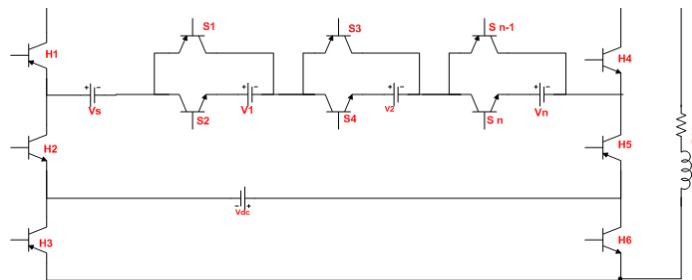 S1
S3
S n-1
H1
H4
+ -
+ -
+ -
+ -
Vs
V1
V2
Vn
S2
S4
S n
H2
H5
- +
Vdc
H3
H6